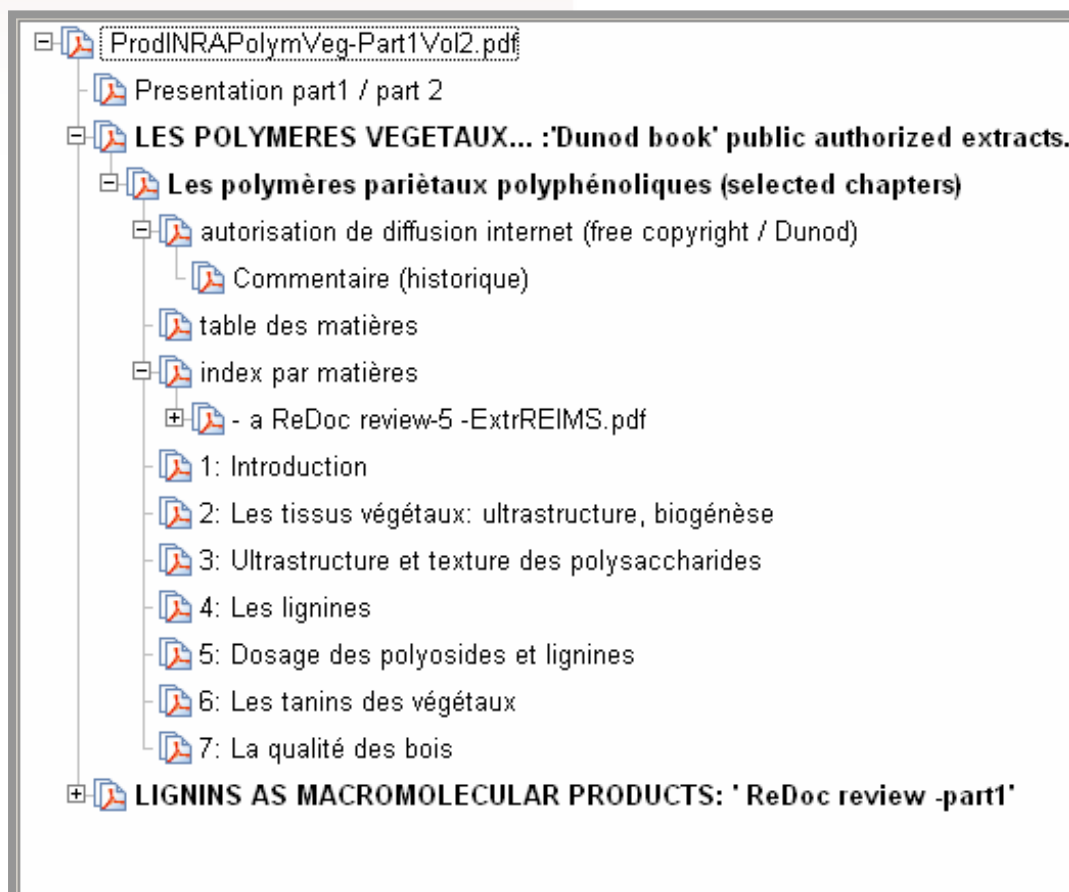 ProdINRAPolymVeg-Part1Vol2.pdf
Presentation part1 / part 2
LES POLYMERES VEGETAUX... :'Dunod book' public authorized extracts.
Les polymères pariètaux polyphénoliques (selected chapters)
autorisation de diffusion internet (free copyright / Dunod)
Commentaire (historique)
table des matières
index par matières
- a ReDoc review-5 -ExtrREIMS.pdf
1: Introduction
2: Les tissus végétaux: ultrastructure, biogénèse
3: Ultrastructure et texture des polysaccharides
4: Les lignines
5: Dosage des polyosides et lignines
6: Les tanins des végétaux
7: La qualité des bois
LIGNINS AS MACROMOLECULAR PRODUCTS: ' ReDoc review -part1'